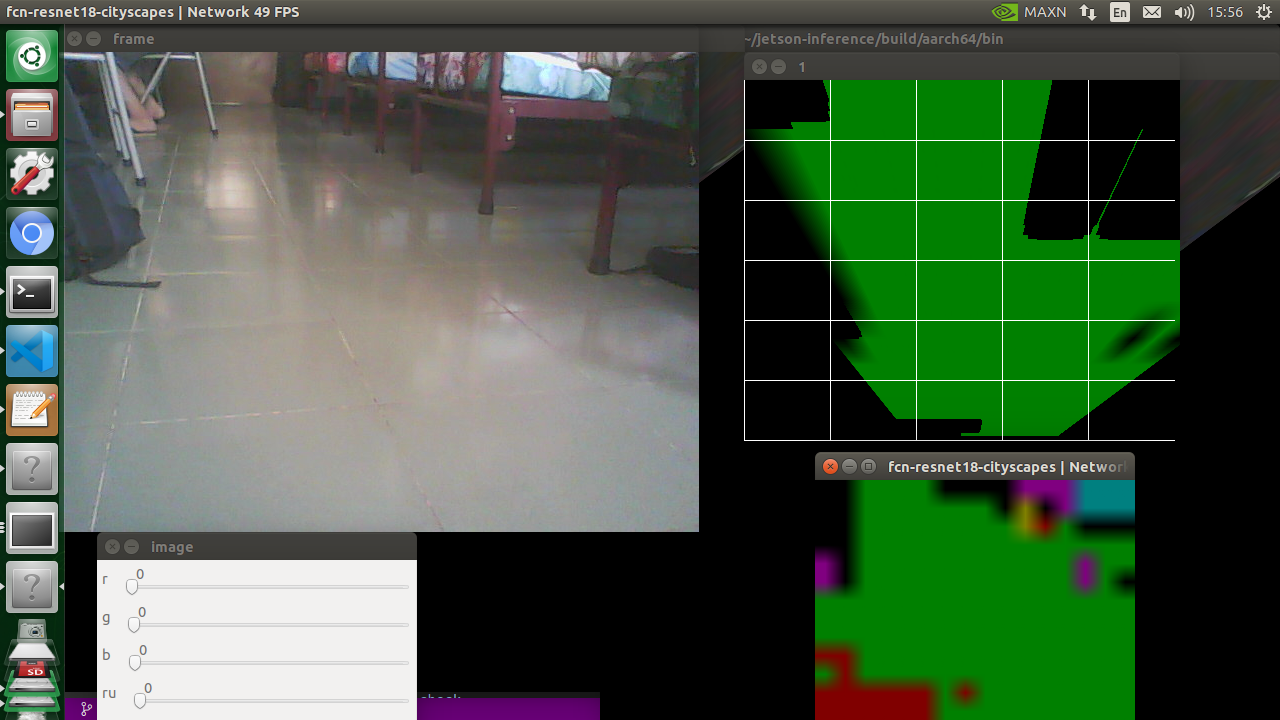 fcn-resnet18-cityscapes | Network 49 FPS
MAXN
En
15:56
frame
~/jetson-inference/build/aarch64/bin
1
fcn-resnet18-cityscapes | Networ
image
r
0
g
0
b
0
ru
0
SD